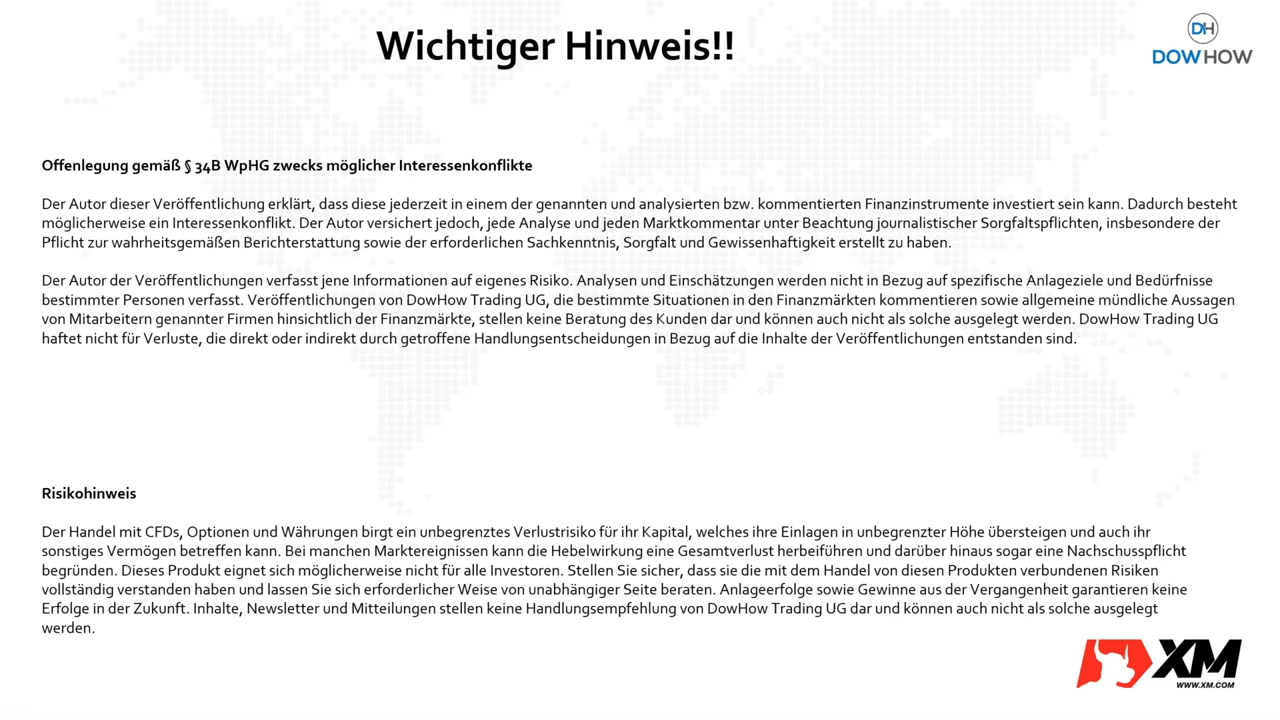 Wichtiger Hinweis!!
DH
DOWHOW
Offenlegung gemäß § 34B WpHG zwecks möglicher Interessenkonflikte
Der Autor dieser Veröffentlichung erklärt, dass diese jederzeit in einem der genannten und analysierten bzw. kommentierten Finanzinstrumente investiert sein kann. Dadurch besteht
möglicherweise ein Interessenkonflikt. Der Autor versichert jedoch, jede Analyse und jeden Marktkommentar unter Beachtung journalistischer Sorgfaltspflichten, insbesondere der
Pflicht zur wahrheitsgemäßen Berichterstattung sowie der erforderlichen Sachkenntnis, Sorgfalt und Gewissenhaftigkeit erstellt zu haben.
Der Autor der Veröffentlichungen verfasst jene Informationen auf eigenes Risiko. Analysen und Einschätzungen werden nicht in Bezug auf spezifische Anlageziele und Bedürfnisse
bestimmter Personen verfasst. Veröffentlichungen von DowHow Trading UG, die bestimmte Situationen in den Finanzmärkten kommentieren sowie allgemeine mündliche Aussagen
von Mitarbeitern genannter Firmen hinsichtlich der Finanzmärkte, stellen keine Beratung des Kunden dar und können auch nicht als solche ausgelegt werden. DowHow Trading UG
haftet nicht für Verluste, die direkt oder indirekt durch getroffene Handlungsentscheidungen in Bezug auf die Inhalte der Veröffentlichungen entstanden sind.
Risikohinweis
Der Handel mit CFDs, Optionen und Währungen birgt ein unbegrenztes Verlustrisiko für ihr Kapital, welches ihre Einlagen in unbegrenzter Höhe übersteigen und auch ihr
sonstiges Vermögen betreffen kann. Bei manchen Marktereignissen kann die Hebelwirkung eine Gesamtverlust herbeiführen und darüber hinaus sogar eine Nachschusspflicht
begründen. Dieses Produkt eignet sich möglicherweise nicht für alle Investoren. Stellen Sie sicher, dass sie die mit dem Handel von diesen Produkten verbundenen Risiken
vollständig verstanden haben und lassen Sie sich erforderlicher Weise von unabhängiger Seite beraten. Anlageerfolge sowie Gewinne aus der Vergangenheit garantieren keine
Erfolge in der Zukunft. Inhalte, Newsletter und Mitteilungen stellen keine Handlungsempfehlung von DowHow Trading UG dar und können auch nicht als solche ausgelegt
werden.
XM
WWW.XM.COM